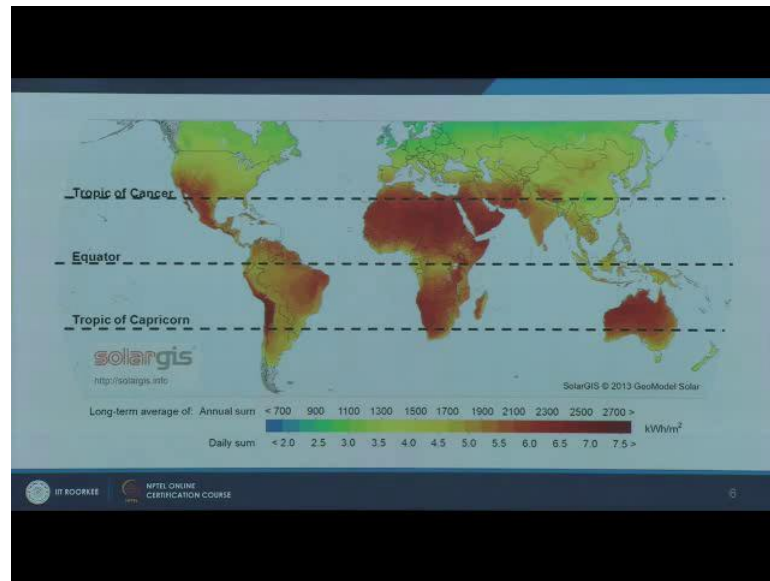 Tropic of Cancer
Equator
Tropic of Capricorn
solargis
http://solargis.info
SolarGIS © 2013 GeoModel Solar
Long-term average of: Annual sum < 700 900 1100 1300 1500 1700 1900 2100 2300 2500 2700 >
kWh/m²
Daily sum < 2.0 2.5 3.0 3.5 4.0 4.5 5.0 5.5 6.0 6.5 7.0 7.5 >
IIT ROORKEE
NPTEL ONLINE
CERTIFICATION COURSE
6